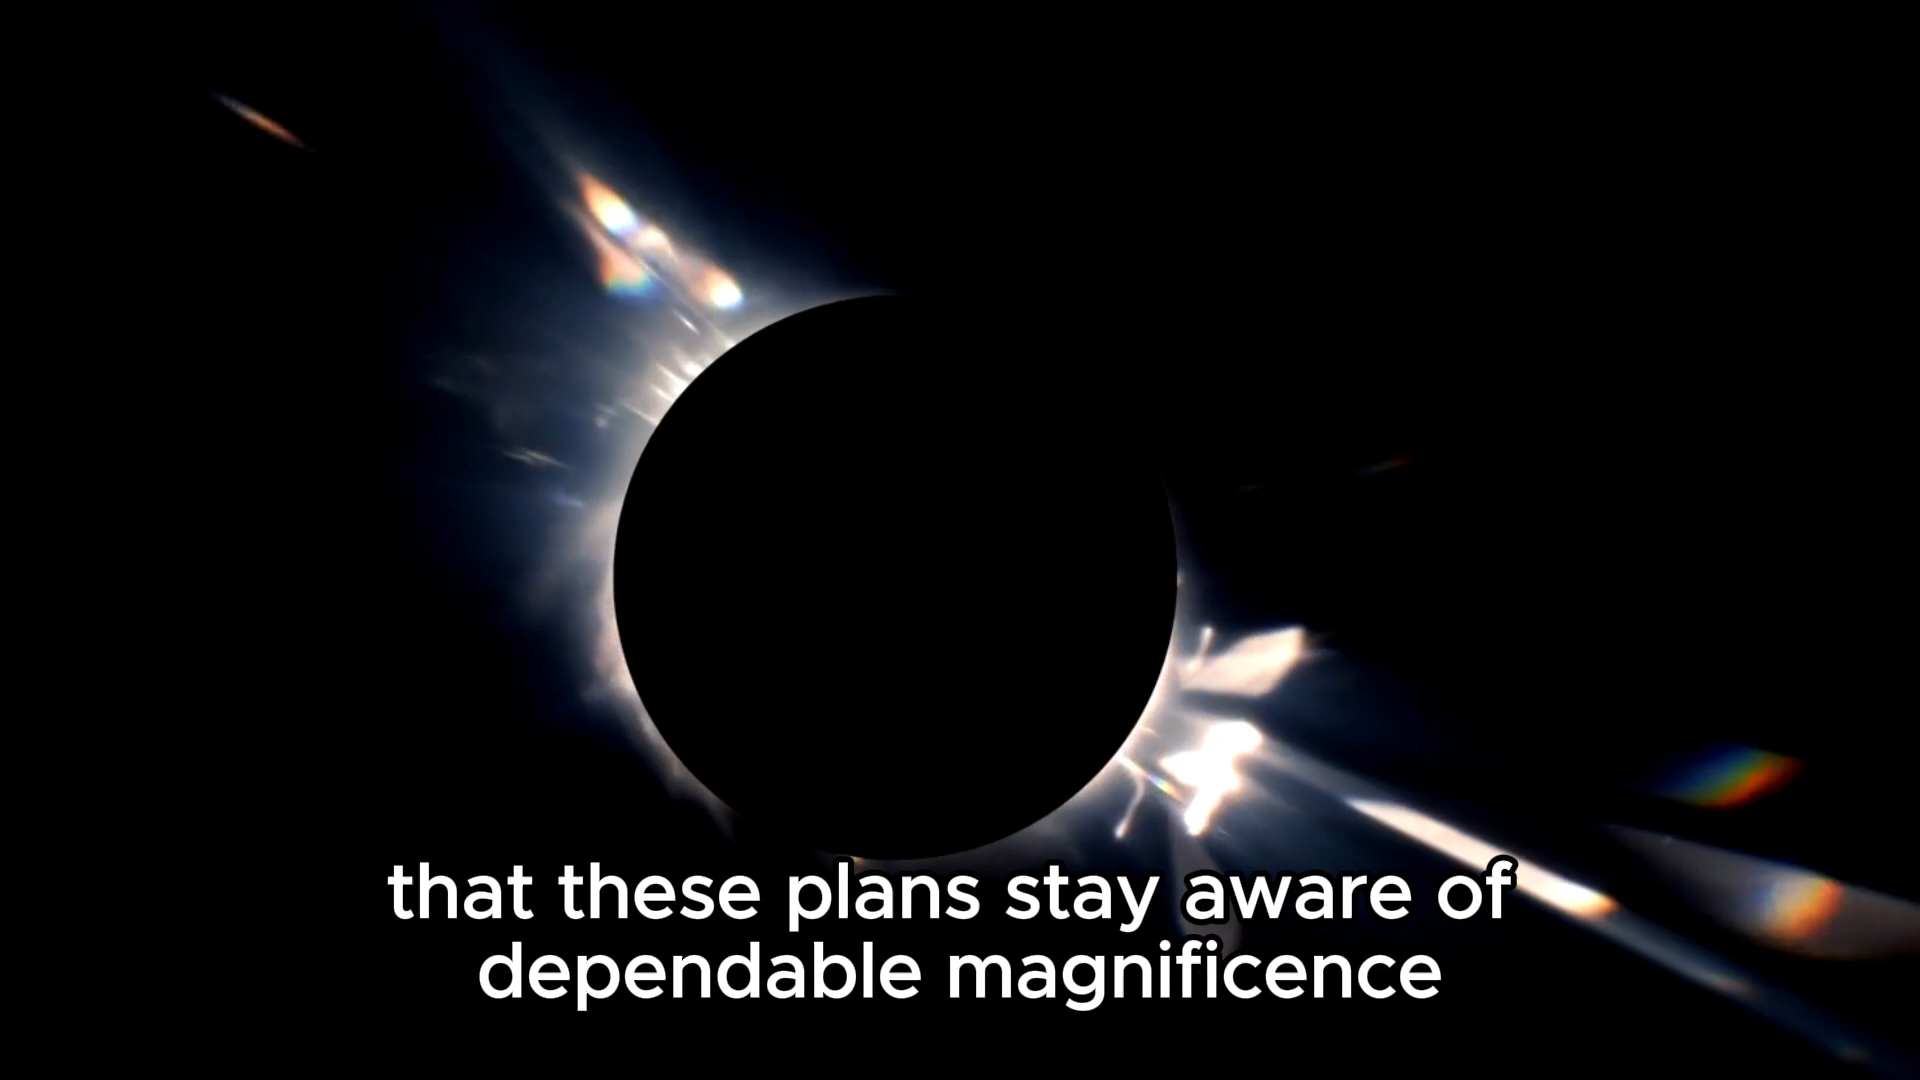 that these plans stay aware of
dependable magnificence